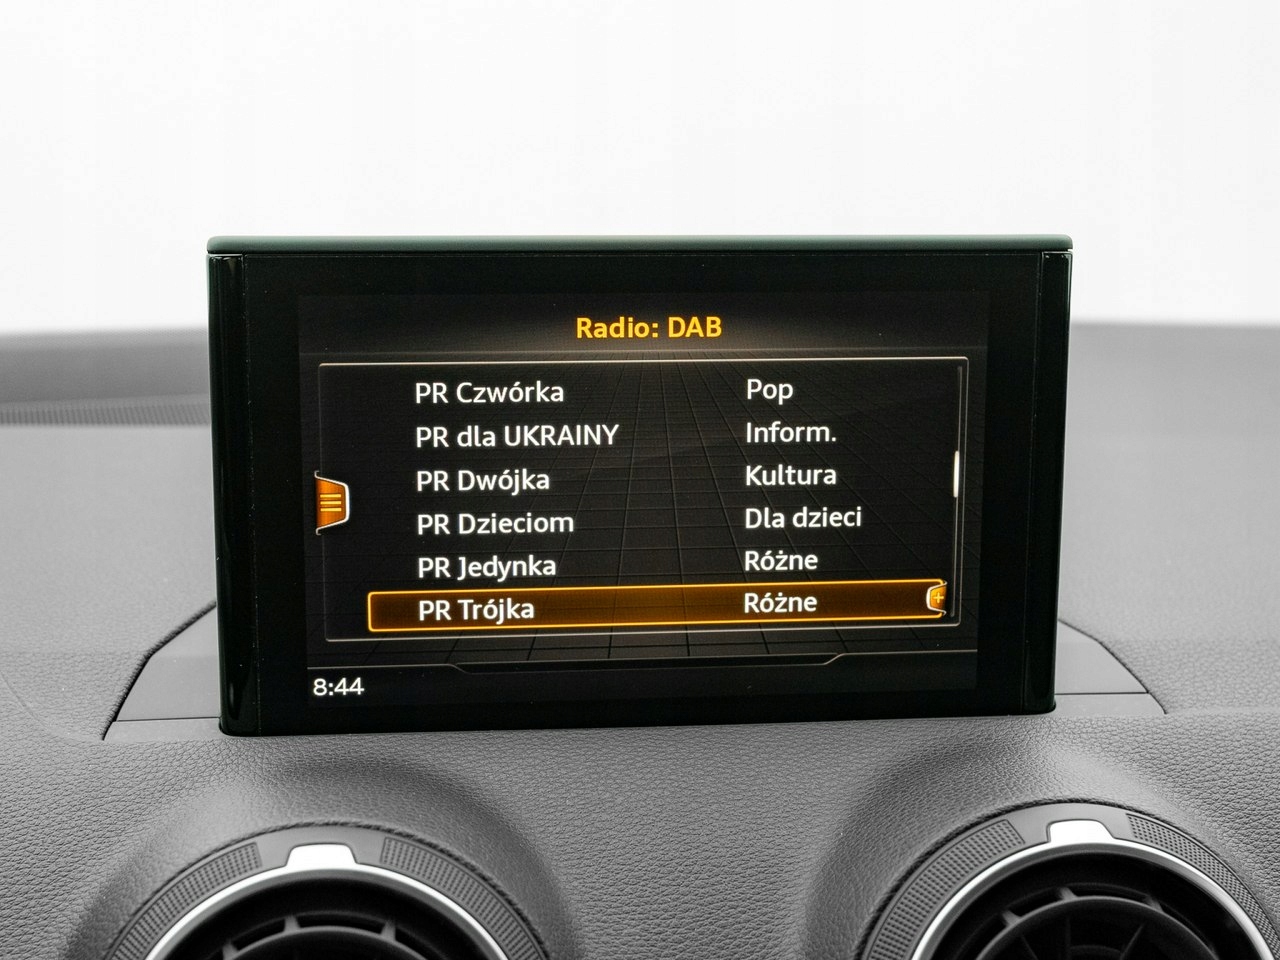 Radio: DAB
PR Czwórka Pop
PR dla UKRAINY Inform.
PR Dwójka Kultura
PR Dzieciom Dla dzieci
PR Jedynka Różne
PR Trójka Różne
8:44